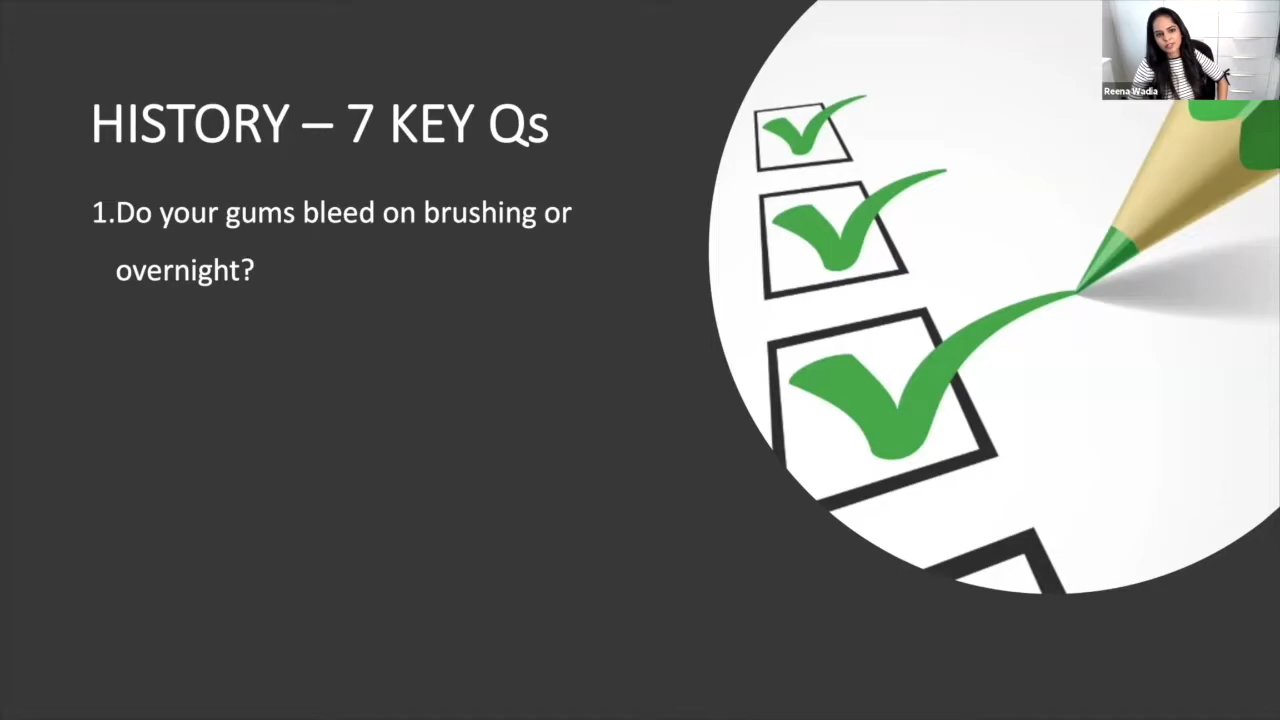 Reena Wadia
HISTORY – 7 KEY Qs
1.Do your gums bleed on brushing or
overnight?